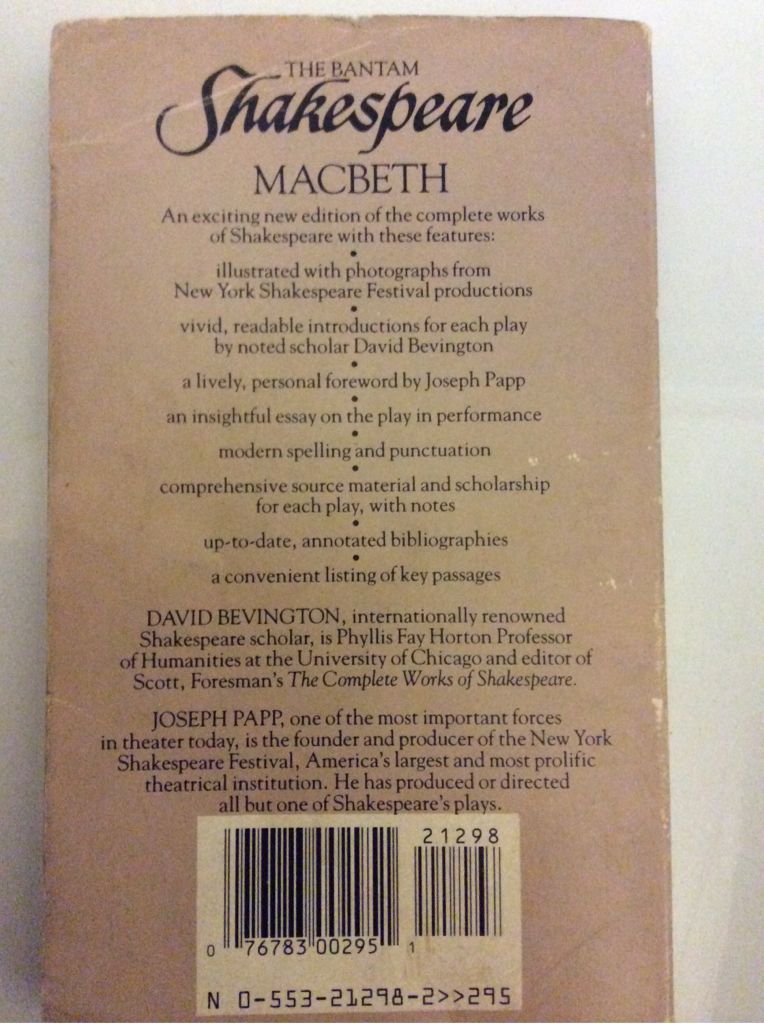 THE BANTAM
Shakespeare
MACBETH
An exciting new edition of the complete works
of Shakespeare with these features:
•
illustrated with photographs from
New York Shakespeare Festival productions
•
vivid, readable introductions for each play
by noted scholar David Bevington
•
a lively, personal foreword by Joseph Papp
•
an insightful essay on the play in performance
•
modern spelling and punctuation
•
comprehensive source material and scholarship
for each play, with notes
•
up-to-date, annotated bibliographies
•
a convenient listing of key passages
DAVID BEVINGTON, internationally renowned
Shakespeare scholar, is Phyllis Fay Horton Professor
of Humanities at the University of Chicago and editor of
Scott, Foresman's The Complete Works of Shakespeare.
JOSEPH PAPP, one of the most important forces
in theater today, is the founder and producer of the New York
Shakespeare Festival, America's largest and most prolific
theatrical institution. He has produced or directed
all but one of Shakespeare's plays.
21298
0 76783 00295 1
N 0-553-21298-2>>295